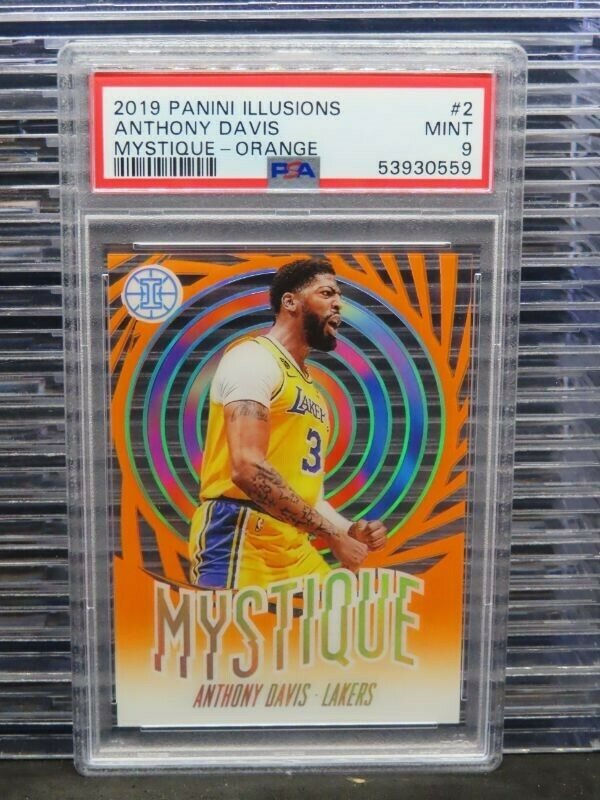 2019 PANINI ILLUSIONS #2
ANTHONY DAVIS MINT
MYSTIQUE – ORANGE 9
PSA 53930559
I
LAKERS
3
MYSTIQUE
ANTHONY DAVIS · LAKERS